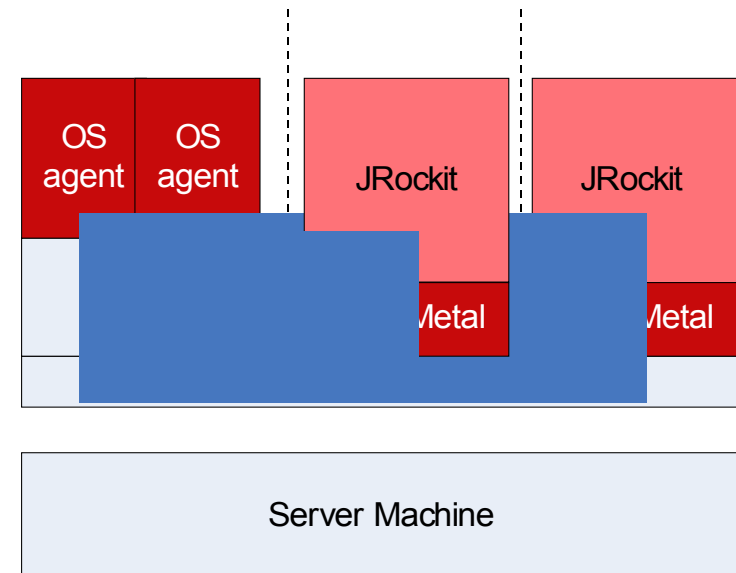 OS
agent
OS
agent
JRockit
JRockit
Metal
Metal
Server Machine